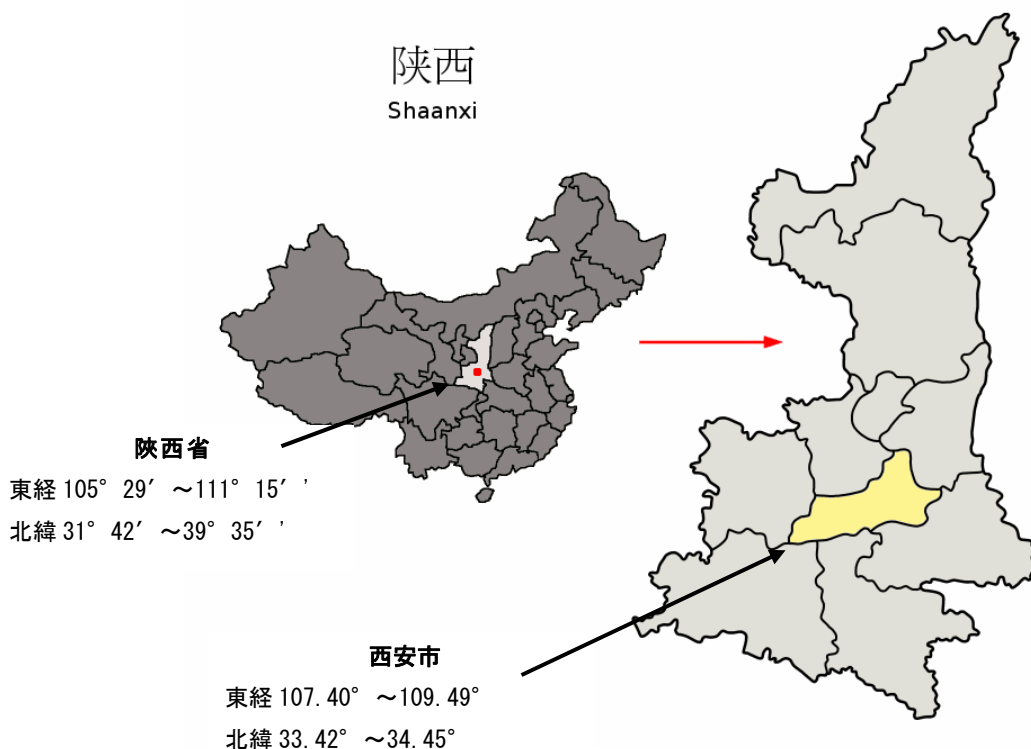 陕西
Shaanxi
陝西省
東経 105° 29′ ～111° 15′ '
北緯 31° 42′ ～39° 35′ '
西安市
東経 107.40° ～109.49°
北緯 33.42° ～34.45°